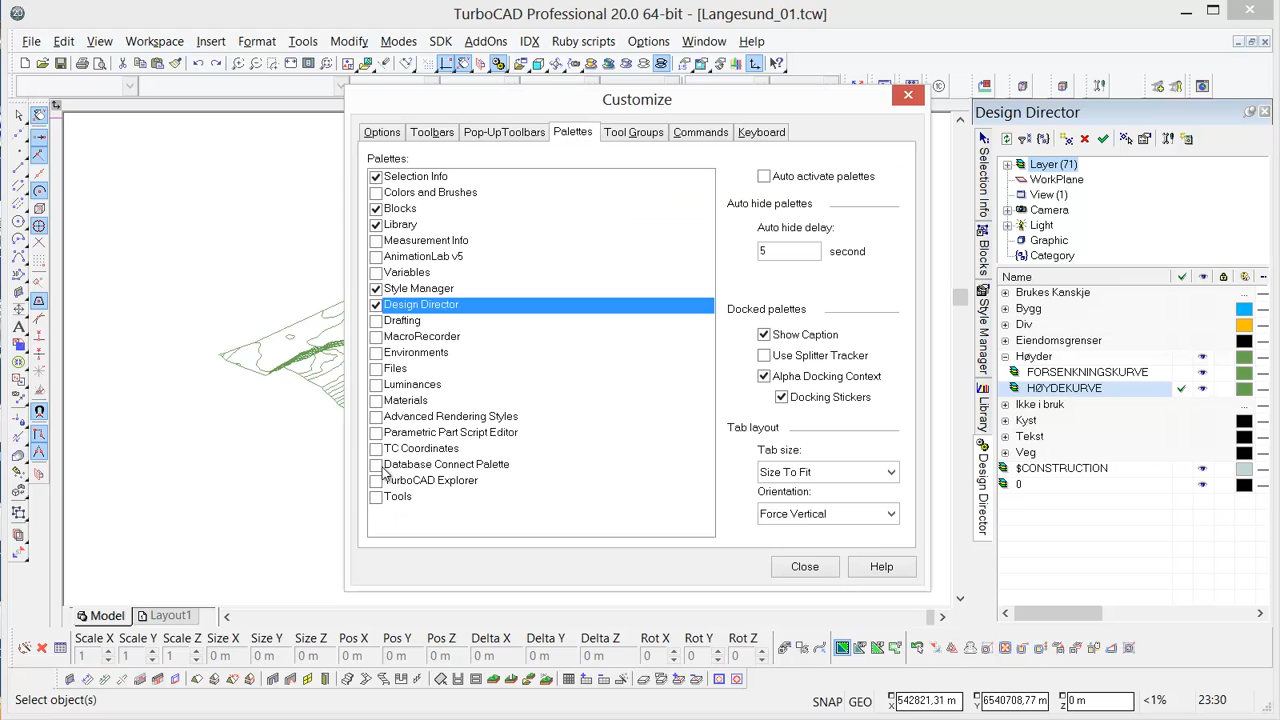 20 TurboCAD Professional 20.0 64-bit - [Langesund_01.tcw]
File Edit View Workspace Insert Format Tools Modify Modes SDK AddOns IDX Ruby scripts Options Window Help
Customize
Options Toolbars Pop-UpToolbars Palettes Tool Groups Commands Keyboard
Palettes:
Selection Info
Colors and Brushes
Blocks
Library
Measurement Info
AnimationLab v5
Variables
Style Manager
Design Director
Drafting
MacroRecorder
Environments
Files
Luminances
Materials
Advanced Rendering Styles
Parametric Part Script Editor
TC Coordinates
Database Connect Palette
TurboCAD Explorer
Tools
Auto activate palettes
Auto hide palettes
Auto hide delay:
5 second
Docked palettes
Show Caption
Use Splitter Tracker
Alpha Docking Context
Docking Stickers
Tab layout
Tab size:
Size To Fit
Orientation:
Force Vertical
Close Help
Design Director
Selection Info
Blocks
Style Manager
Library
Design Director
Layer (71)
WorkPlane
View (1)
Camera
Light
Graphic
Category
Name
Brukes Kanskje ...
Bygg
Div
Eiendomsgrenser
Høyder
FORSENKNINGSKURVE
HØYDEKURVE
Ikke i bruk ...
Kyst
Tekst
Veg
$CONSTRUCTION
0
Model Layout1
Scale X Scale Y Scale Z Size X Size Y Size Z Pos X Pos Y Pos Z Delta X Delta Y Delta Z Rot X Rot Y Rot Z
1 1 1 0 m 0 m 0 m 0 m 0 m 0 m 0 m 0 m 0 m 0 0 0
Select object(s) SNAP GEO X 542821,31 m Y 6540708,77 m Z 0 m <1% 23:30